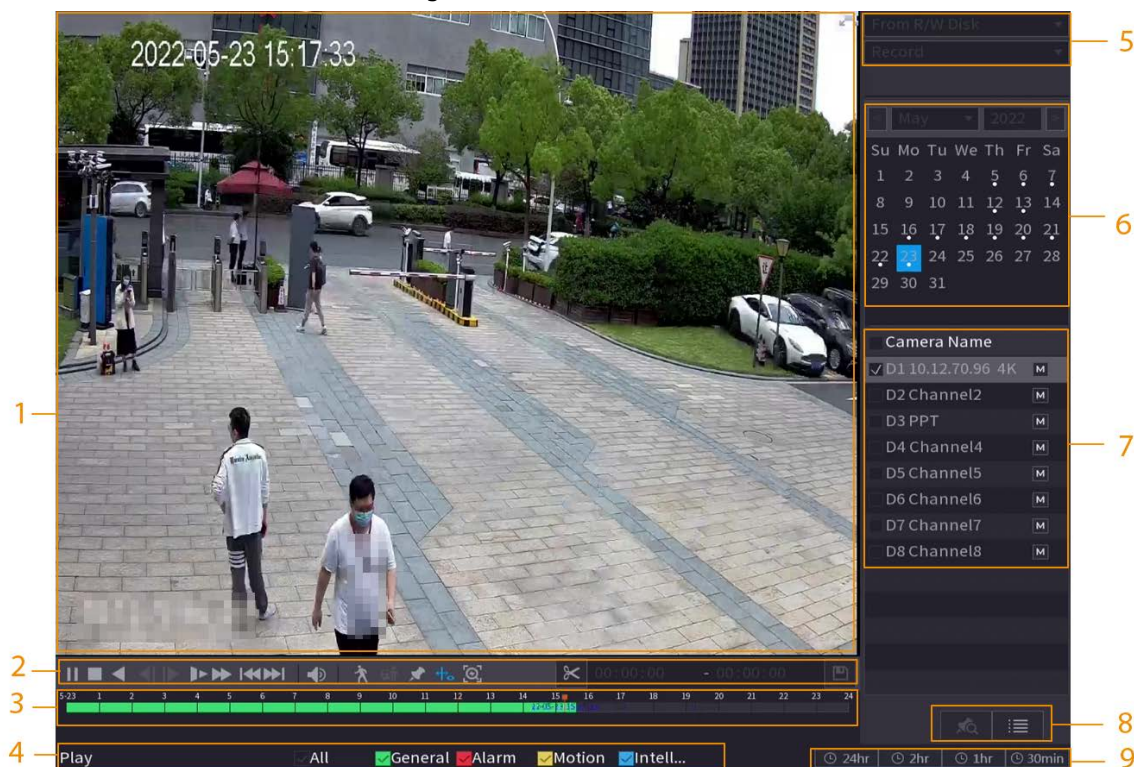 2022-05-23 15:17:33
From R/W Disk
Record
5
May 2022
Su Mo Tu We Th Fr Sa
1 2 3 4 5 6 7
8 9 10 11 12 13 14
15 16 17 18 19 20 21
22 23 24 25 26 27 28
29 30 31
6
Camera Name
D1 10.12.70.96 4K M
D2 Channel2 M
D3 PPT M
D4 Channel4 M
D5 Channel5 M
D6 Channel6 M
D7 Channel7 M
D8 Channel8 M
7
1
2
00:00:00 - 00:00:00
3
5-23 1 2 3 4 5 6 7 8 9 10 11 12 13 14 15 16 17 18 19 20 21 22 23 24
8
4
Play All General Alarm Motion Intell...
24hr 2hr 1hr 30min
9